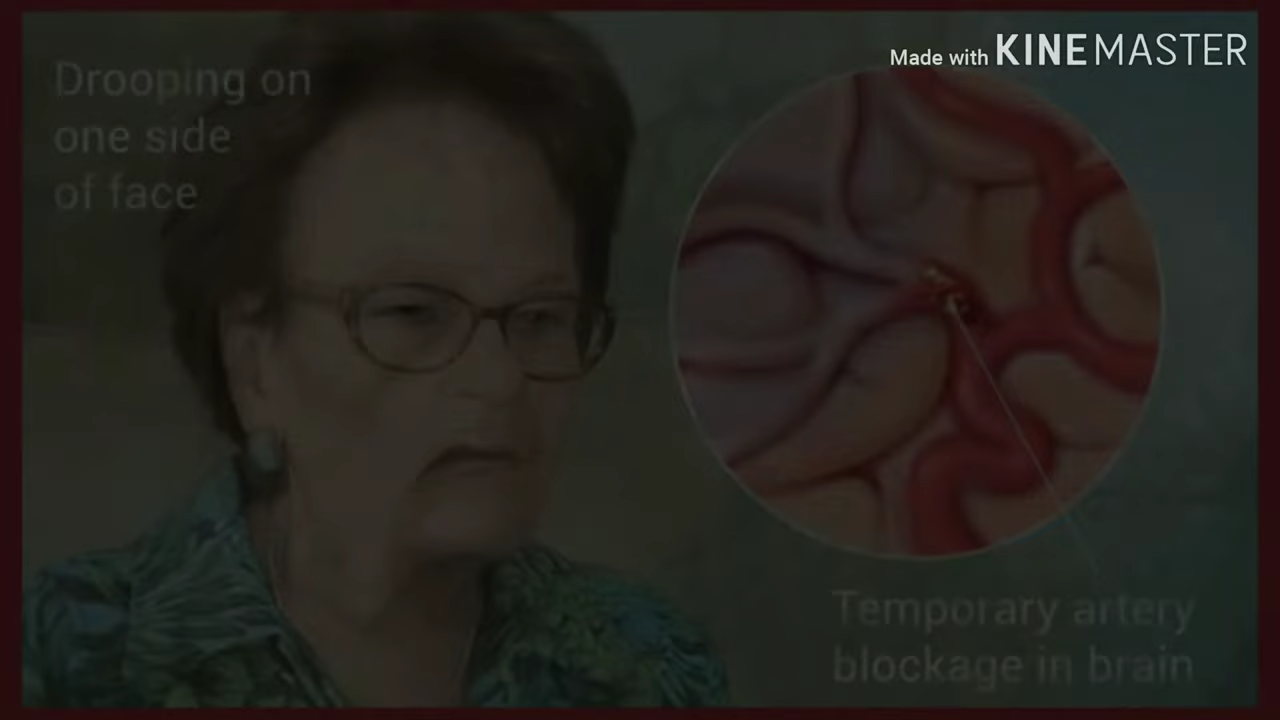 Made with KINEMASTER
Drooping on
one side
of face
Temporary artery
blockage in brain